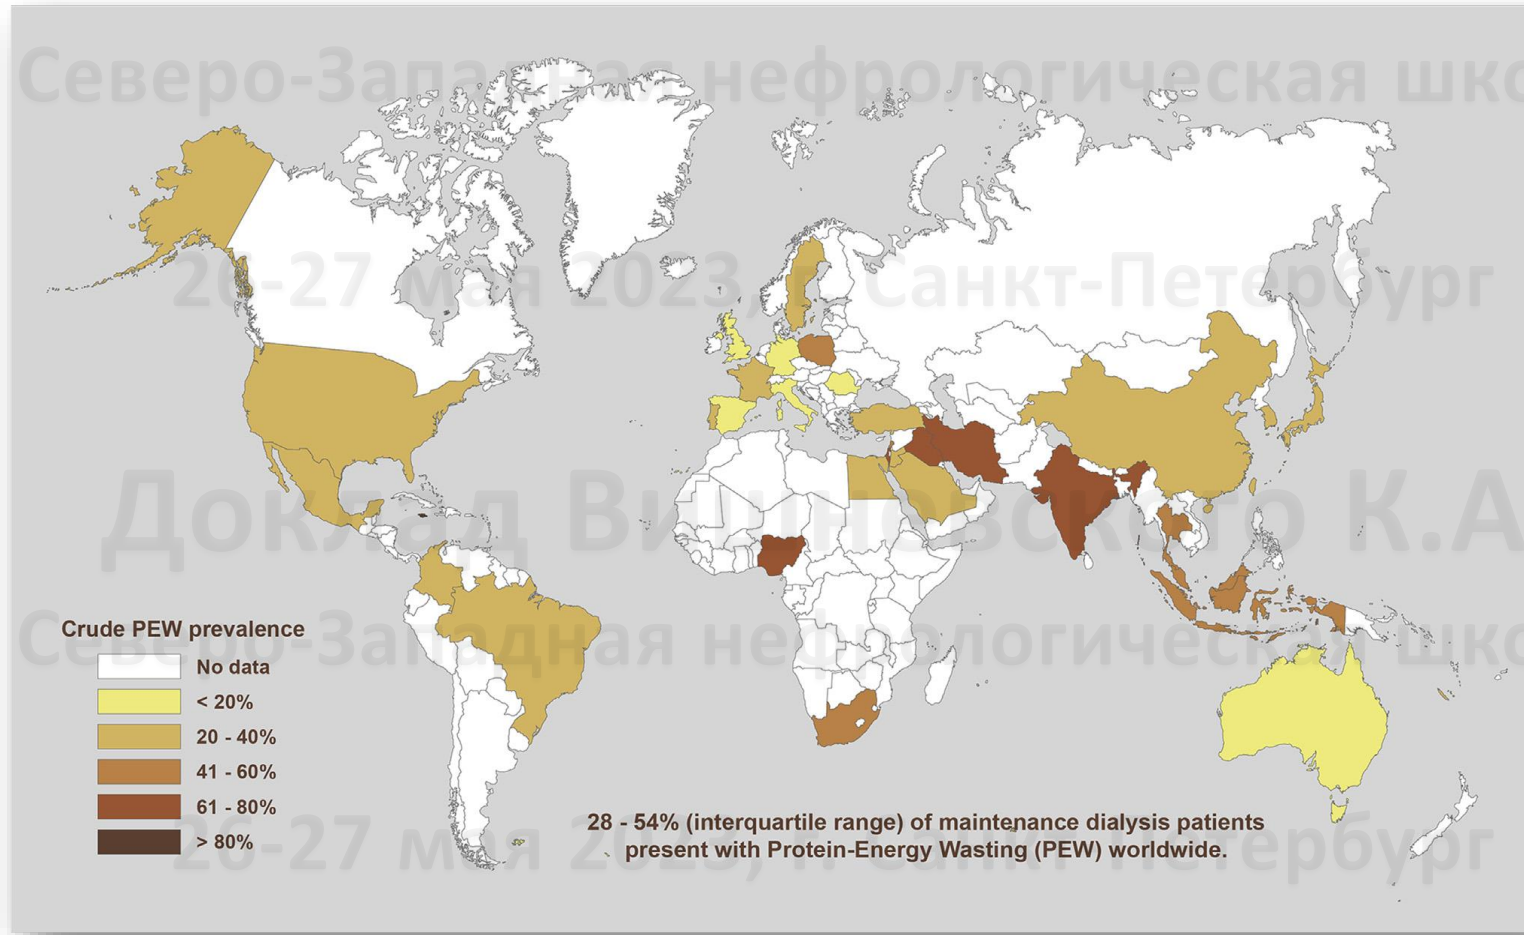 Северо-Западная нефрологическая шко
26-27 мая 2023, г. Санкт-Петербург
Доклад Вишневского К.А
Северо-Западная нефрологическая шко
Crude PEW prevalence
No data
< 20%
20 - 40%
41 - 60%
61 - 80%
> 80%
28 - 54% (interquartile range) of maintenance dialysis patients
present with Protein-Energy Wasting (PEW) worldwide.
26-27 мая 2023, г. Санкт-Петербург